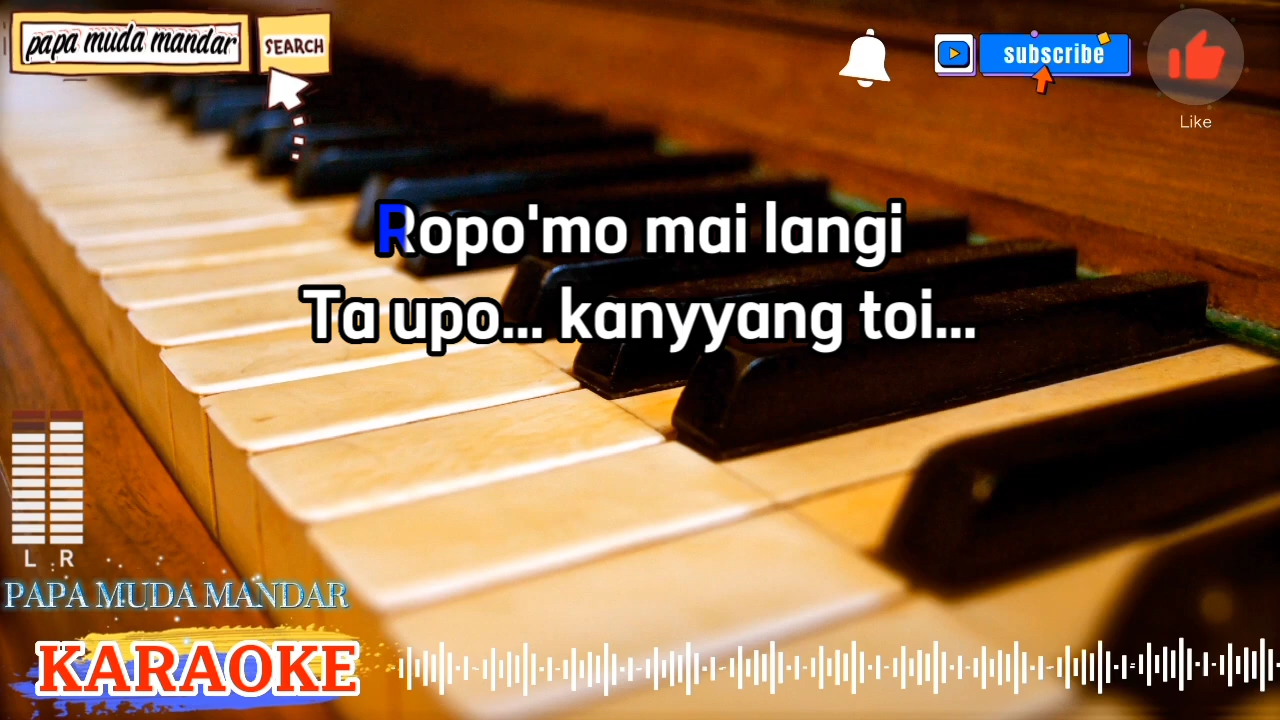 papa muda mandar
SEARCH
subscribe
Like
Ropo'mo mai langi
Ta upo... kanyyang toi...
L R
PAPA MUDA MANDAR
KARAOKE